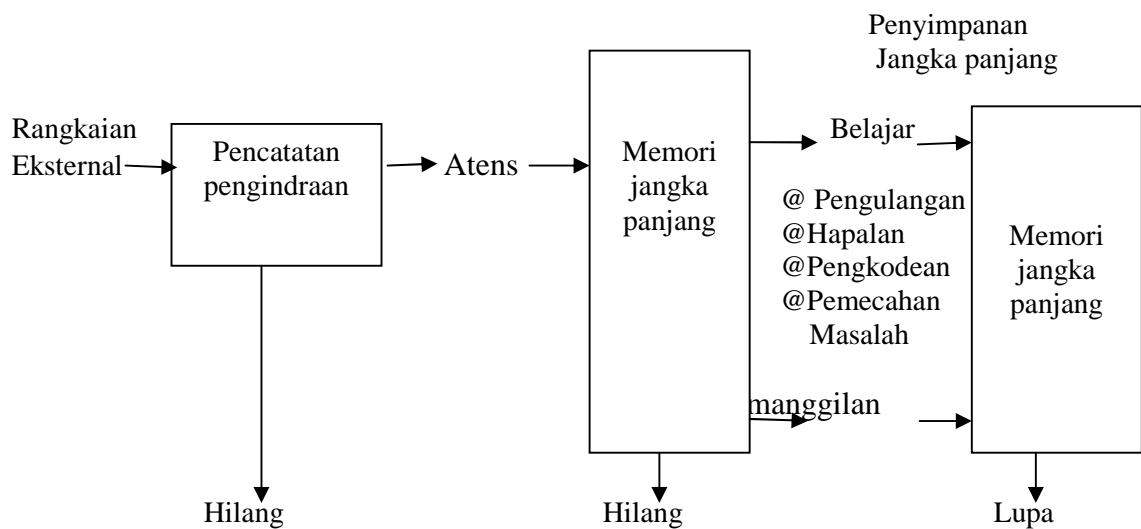 Penyimpanan
Jangka panjang
Rangkaian
Eksternal
Pencatatan
pengindraan
Atens
Memori
jangka
panjang
Belajar
@ Pengulangan
@Hapalan
@Pengkodean
@Pemecahan
Masalah
manggilan
Memori
jangka
panjang
Hilang
Hilang
Lupa